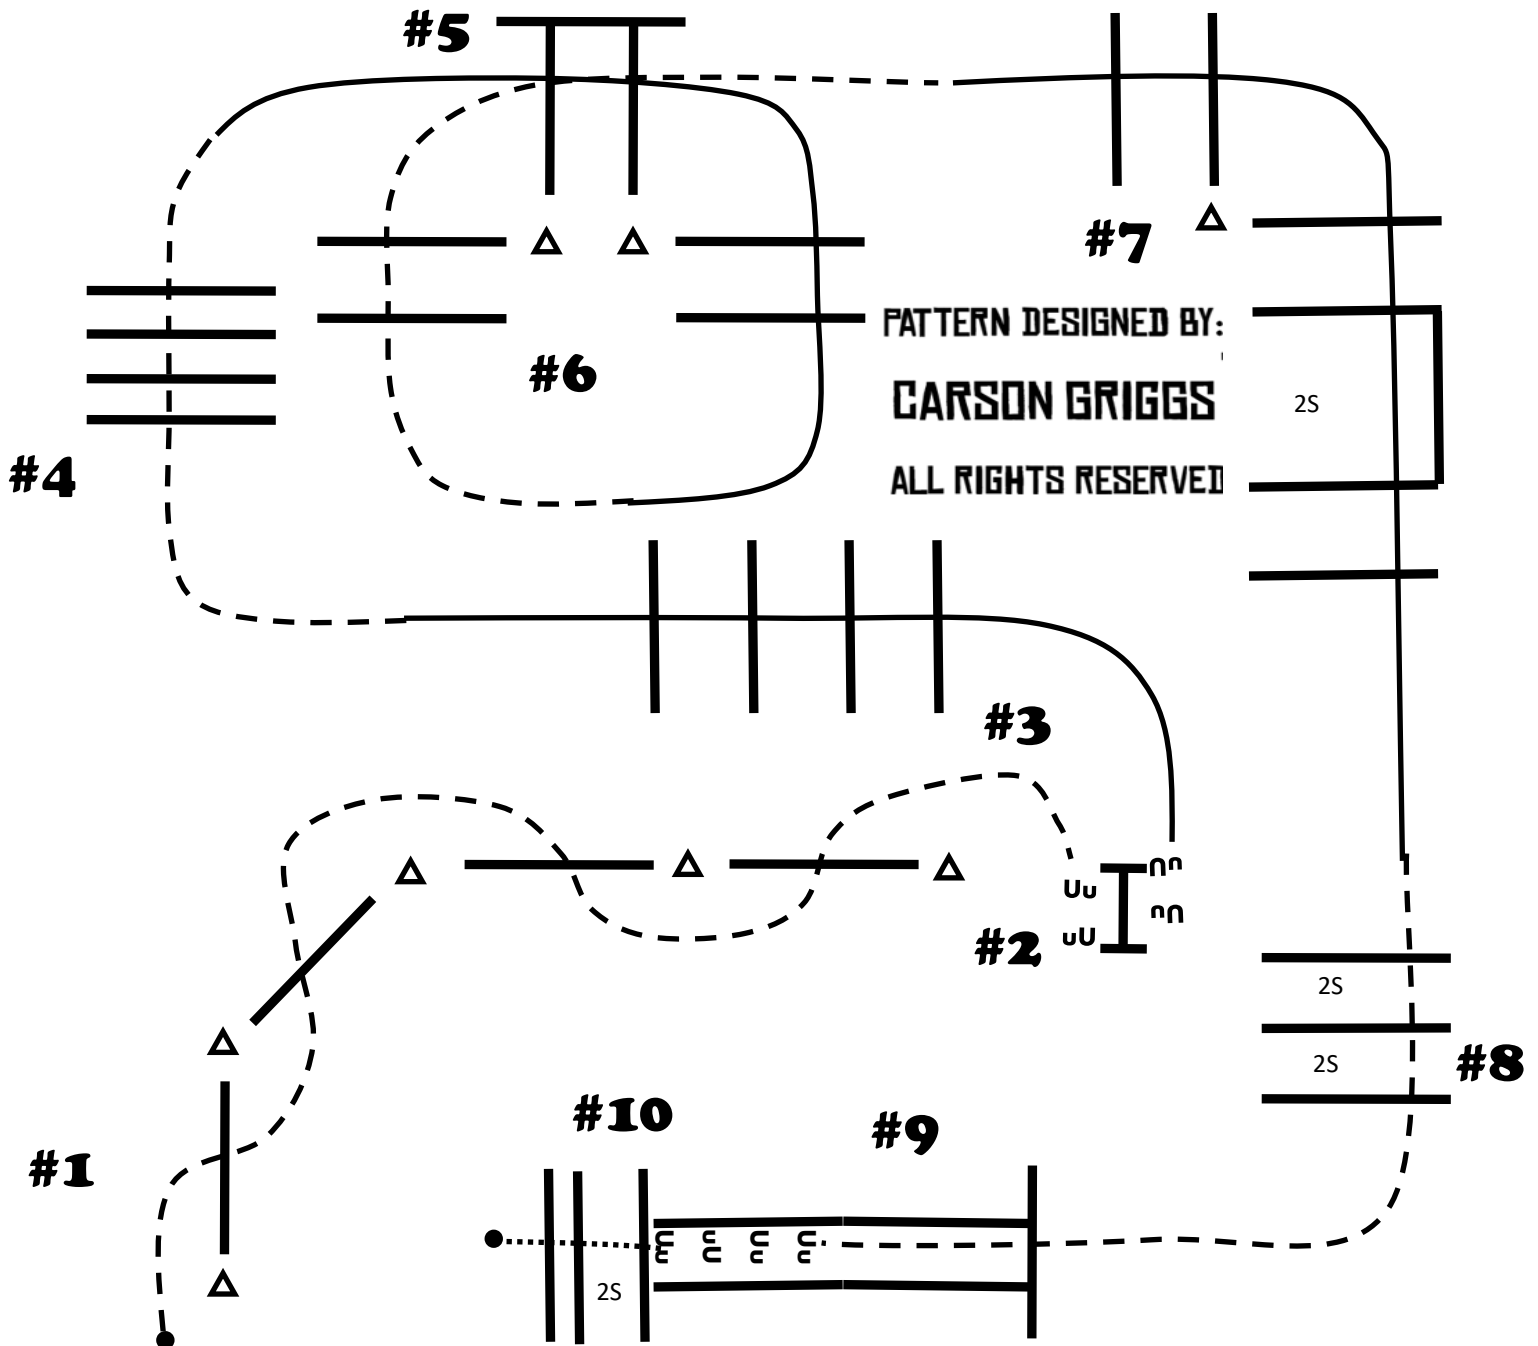 #5
#7
PATTERN DESIGNED BY:
#6
CARSON GRIGGS
2S
#4
ALL RIGHTS RESERVED
#3
#2
2S
2S
#8
#10
#9
#1
2S